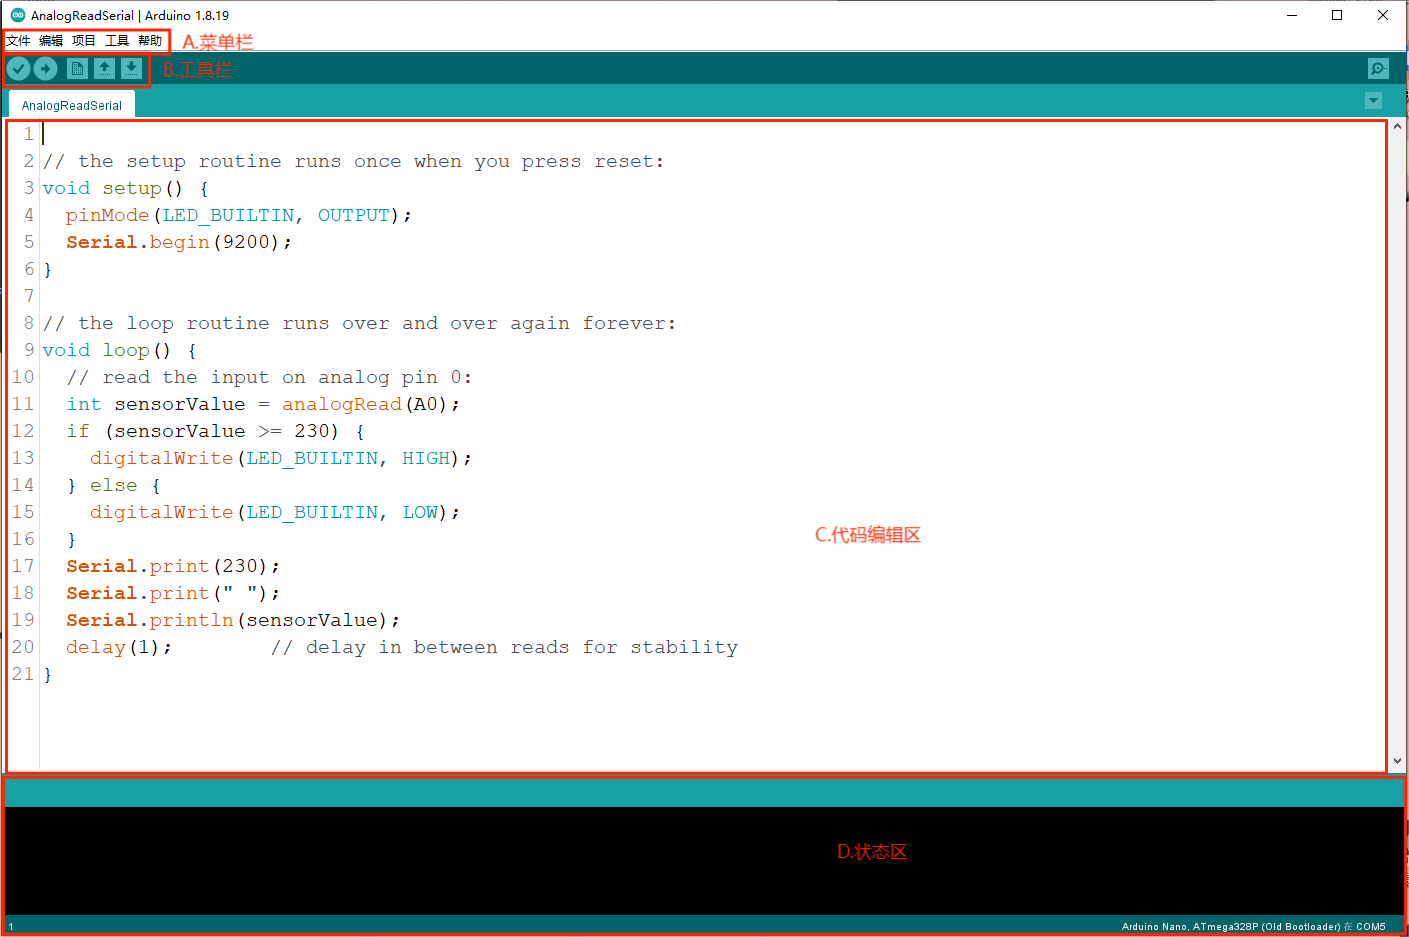 AnalogReadSerial | Arduino 1.8.19
文件 编辑 项目 工具 帮助
A.菜单栏
B.工具栏
AnalogReadSerial
1
2 // the setup routine runs once when you press reset:
3 void setup() {
4   pinMode(LED_BUILTIN, OUTPUT);
5   Serial.begin(9200);
6 }
7
8 // the loop routine runs over and over again forever:
9 void loop() {
10   // read the input on analog pin 0:
11   int sensorValue = analogRead(A0);
12   if (sensorValue >= 230) {
13     digitalWrite(LED_BUILTIN, HIGH);
14   } else {
15     digitalWrite(LED_BUILTIN, LOW);
16   }
C.代码编辑区
17   Serial.print(230);
18   Serial.print(" ");
19   Serial.println(sensorValue);
20   delay(1);        // delay in between reads for stability
21 }
D.状态区
1
Arduino Nano, ATmega328P (Old Bootloader) 在 COM5